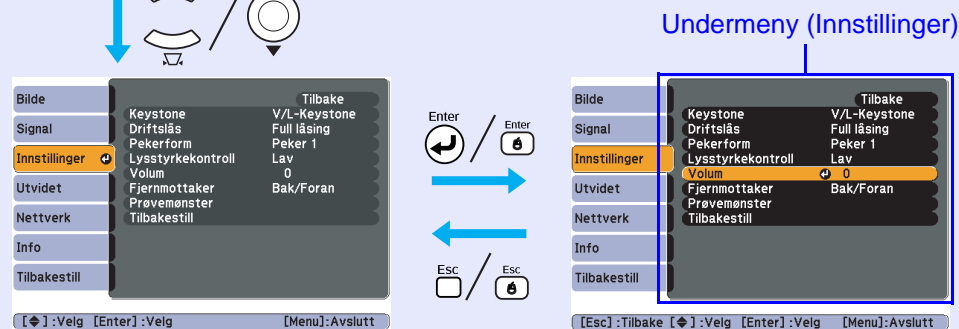 Undermeny (Innstillinger)
Bilde
Signal
Innstillinger
Utvidet
Nettverk
Info
Tilbakestill
Tilbake
Keystone V/L-Keystone
Driftslås Full låsing
Pekerform Peker 1
Lysstyrkekontroll Lav
Volum 0
Fjernmottaker Bak/Foran
Prøvemønster
Tilbakestill
[ ] :Velg [Enter] :Velg [Menu]:Avslutt
Enter
Enter
Esc
Esc
Bilde
Signal
Innstillinger
Utvidet
Nettverk
Info
Tilbakestill
Tilbake
Keystone V/L-Keystone
Driftslås Full låsing
Pekerform Peker 1
Lysstyrkekontroll Lav
Volum 0
Fjernmottaker Bak/Foran
Prøvemønster
Tilbakestill
[Esc] :Tilbake [ ] :Velg [Enter] :Velg [Menu]:Avslutt